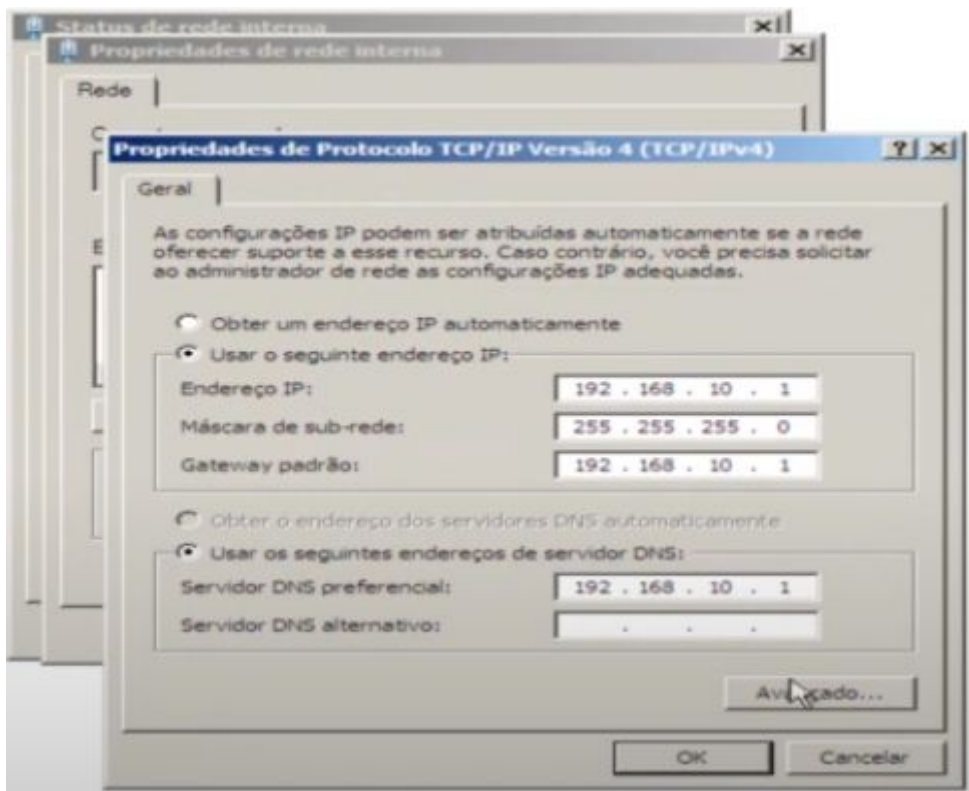 Status de rede interna
Propriedades de rede interna
Rede
Propriedades de Protocolo TCP/IP Versão 4 (TCP/IPv4)
Geral
As configurações IP podem ser atribuídas automaticamente se a rede
oferecer suporte a esse recurso. Caso contrário, você precisa solicitar
ao administrador de rede as configurações IP adequadas.
Obter um endereço IP automaticamente
Usar o seguinte endereço IP:
Endereço IP: 192 . 168 . 10 . 1
Máscara de sub-rede: 255 . 255 . 255 . 0
Gateway padrão: 192 . 168 . 10 . 1
Obter o endereço dos servidores DNS automaticamente
Usar os seguintes endereços de servidor DNS:
Servidor DNS preferencial: 192 . 168 . 10 . 1
Servidor DNS alternativo: . . .
Avançado...
OK Cancelar